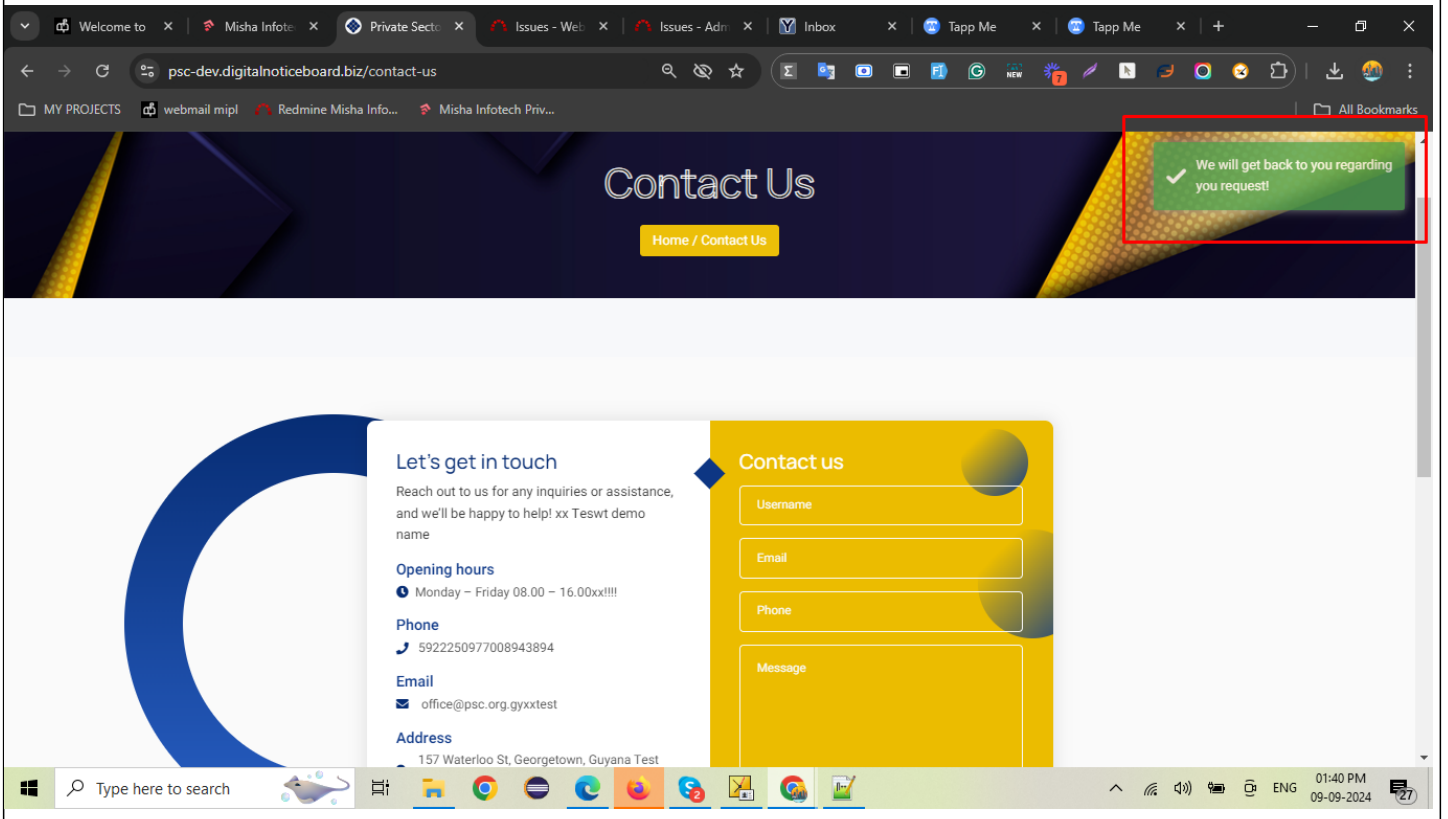 Welcome to
Misha Infote
Private Secto
Issues - Web
Issues - Adm
Inbox
Tapp Me
Tapp Me
psc-dev.digitalnoticeboard.biz/contact-us
NEW
7
MY PROJECTS
webmail mipl
Redmine Misha Info...
Misha Infotech Priv...
All Bookmarks
Contact Us
Home / Contact Us
We will get back to you regarding
you request!
Let's get in touch
Reach out to us for any inquiries or assistance,
and we'll be happy to help! xx Teswt demo
name
Opening hours
Monday – Friday 08.00 – 16.00xx!!!!
Phone
5922250977008943894
Email
office@psc.org.gyxxtest
Address
157 Waterloo St, Georgetown, Guyana Test
Contact us
Username
Email
Phone
Message
Type here to search
2
ENG
01:40 PM
09-09-2024
27